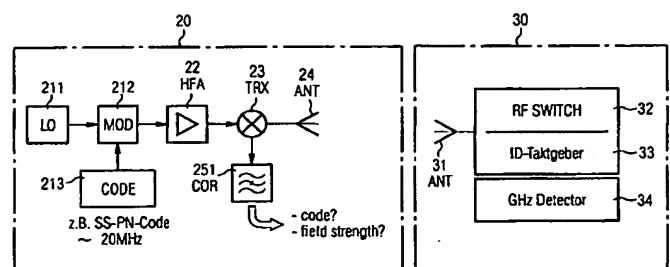 20
30
211
212
22
HFA
23
TRX
24
ANT
LO
MOD
213
CODE
251
COR
z.B. SS-PN-Code
~ 20MHz
- code?
- field strength?
31
ANT
RF SWITCH
32
ID-Taktgeber
33
GHz Detector
34